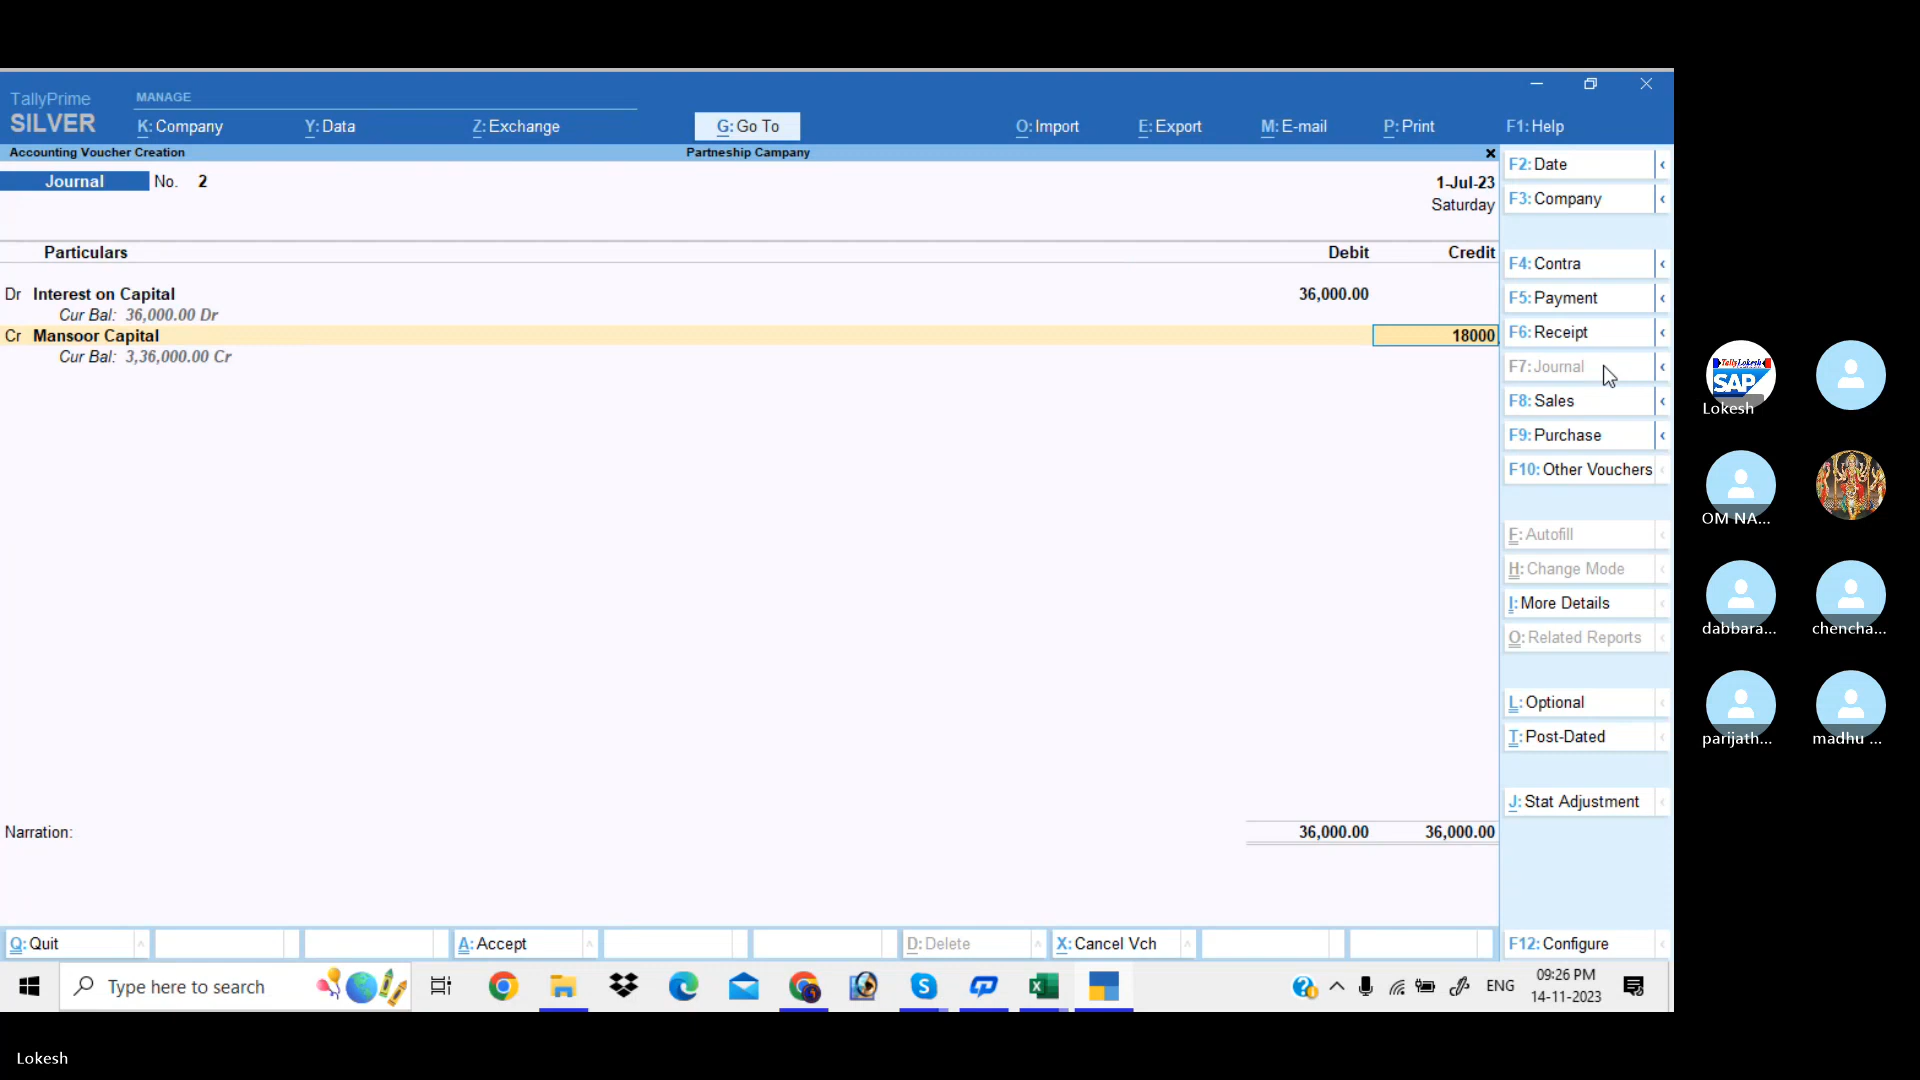 TallyPrime
SILVER
MANAGE
K: Company
Y: Data
Z: Exchange
G: Go To
O: Import
E: Export
M: E-mail
P: Print
F1: Help
Accounting Voucher Creation
Partneship Campany
Journal No. 2
1-Jul-23
Saturday
Particulars Debit Credit
Dr Interest on Capital 36,000.00
Cur Bal: 36,000.00 Dr
Cr Mansoor Capital 18000
Cur Bal: 3,36,000.00 Cr
Narration: 36,000.00 36,000.00
F2: Date
F3: Company
F4: Contra
F5: Payment
F6: Receipt
F7: Journal
F8: Sales
F9: Purchase
F10: Other Vouchers
F: Autofill
H: Change Mode
I: More Details
O: Related Reports
L: Optional
T: Post-Dated
J: Stat Adjustment
F12: Configure
Q: Quit
A: Accept
D: Delete
X: Cancel Vch
Type here to search
ENG
09:26 PM
14-11-2023
TallyLokesh
SAP
Lokesh
OM NA...
dabbara...
chencha...
parijath...
madhu ...
Lokesh